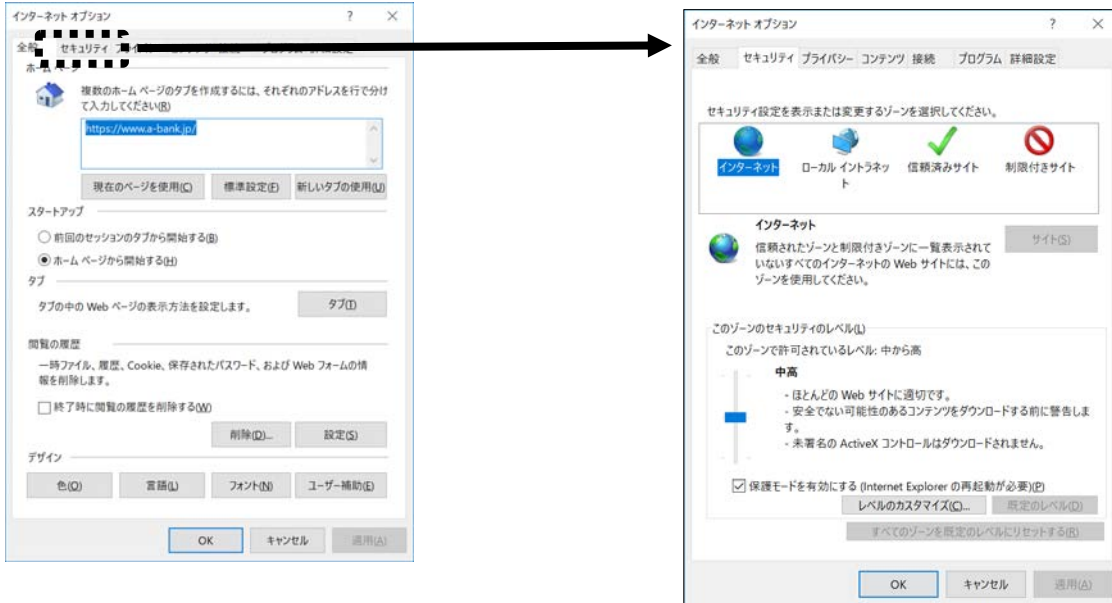 インターネット オプション
全般 セキュリティ
ホーム ページ
複数のホーム ページのタブを作成するには、それぞれのアドレスを行で分け
て入力してください(R)
https://www.a-bank.jp/
現在のページを使用(C) 標準設定(F) 新しいタブの使用(U)
スタートアップ
前回のセッションのタブから開始する(B)
ホーム ページから開始する(H)
タブ
タブの中の Web ページの表示方法を設定します。 タブ(T)
閲覧の履歴
一時ファイル、履歴、Cookie、保存されたパスワード、および Web フォームの情
報を削除します。
終了時に閲覧の履歴を削除する(W)
削除(D)... 設定(S)
デザイン
色(O) 言語(L) フォント(N) ユーザー補助(E)
OK キャンセル 適用(A)
インターネット オプション
全般 セキュリティ プライバシー コンテンツ 接続 プログラム 詳細設定
セキュリティ設定を表示または変更するゾーンを選択してください。
インターネット ローカル イントラネッ 信頼済みサイト 制限付きサイト
ト
インターネット
サイト(S)
信頼されたゾーンと制限付きゾーンに一覧表示されて
いないすべてのインターネットの Web サイトには、この
ゾーンを使用してください。
このゾーンのセキュリティのレベル(L)
このゾーンで許可されているレベル: 中から高
中高
- ほとんどの Web サイトに適切です。
- 安全でない可能性のあるコンテンツをダウンロードする前に警告しま
す。
- 未署名の ActiveX コントロールはダウンロードされません。
保護モードを有効にする (Internet Explorer の再起動が必要)(P)
レベルのカスタマイズ(C)... 既定のレベル(D)
すべてのゾーンを既定のレベルにリセットする(R)
OK キャンセル 適用(A)